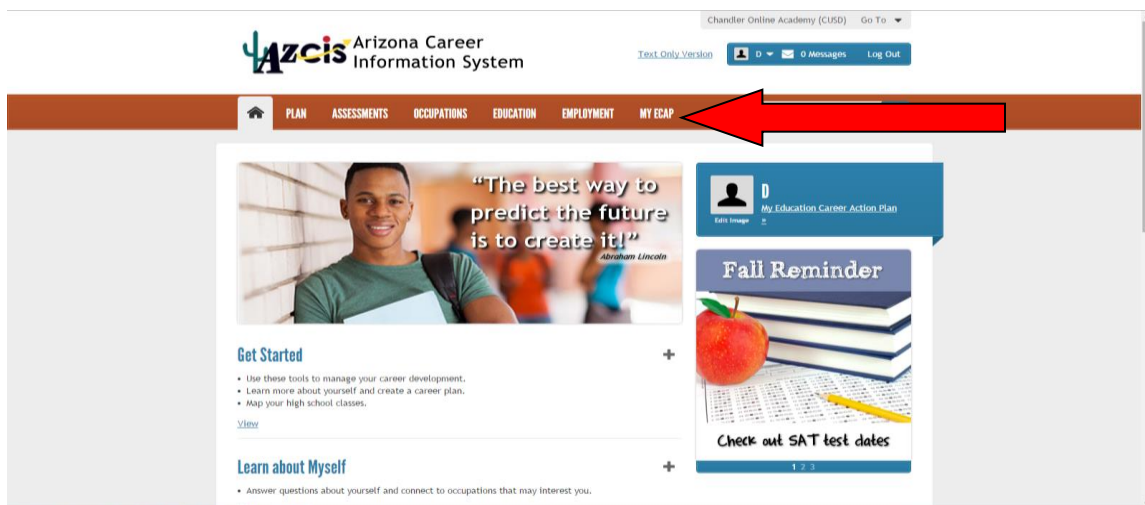 Chandler Online Academy (CUSD) Go To
Azcis Arizona Career
Information System
Text Only Version
D 0 Messages Log Out
PLAN ASSESSMENTS OCCUPATIONS EDUCATION EMPLOYMENT MY ECAP
“The best way to
predict the future
is to create it!”
Abraham Lincoln
D
My Education Career Action Plan
»
Edit Image
Fall Reminder
Check out SAT test dates
1 2 3
Get Started
• Use these tools to manage your career development.
• Learn more about yourself and create a career plan.
• Map your high school classes.
View
Learn about Myself
• Answer questions about yourself and connect to occupations that may interest you.